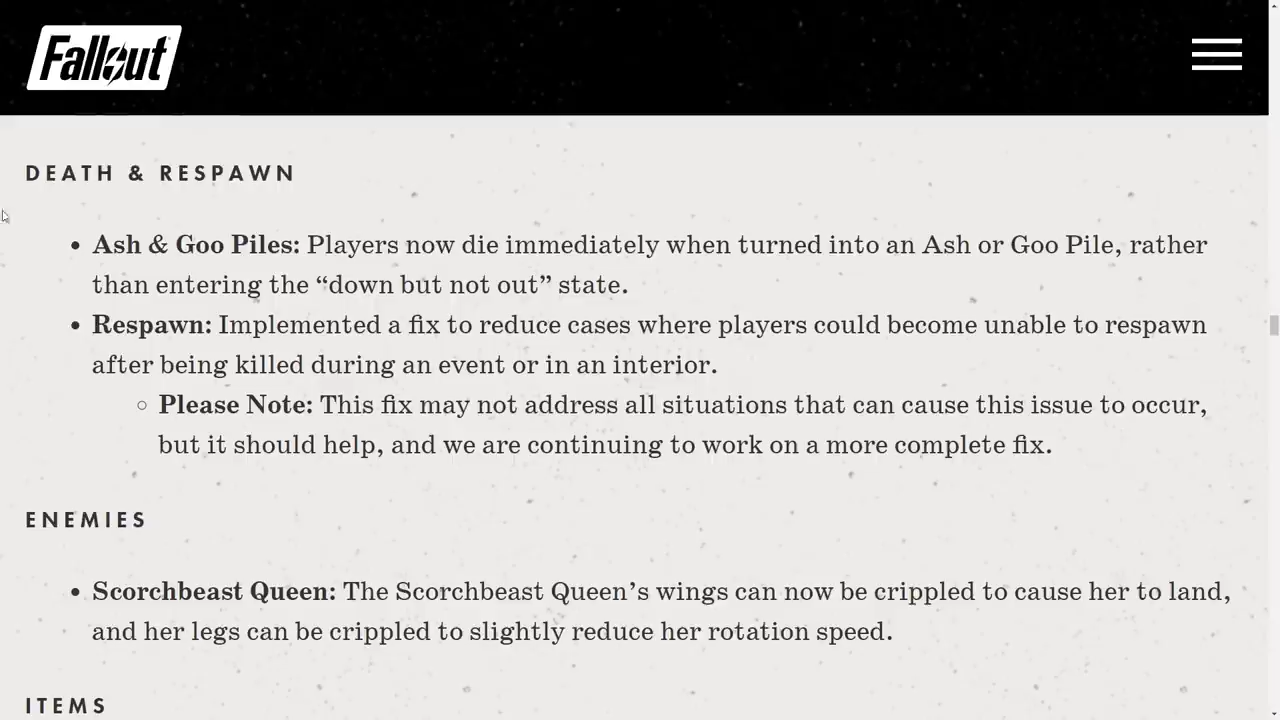 Fallout
DEATH & RESPAWN
• Ash & Goo Piles: Players now die immediately when turned into an Ash or Goo Pile, rather
than entering the “down but not out” state.
• Respawn: Implemented a fix to reduce cases where players could become unable to respawn
after being killed during an event or in an interior.
◦ Please Note: This fix may not address all situations that can cause this issue to occur,
but it should help, and we are continuing to work on a more complete fix.
ENEMIES
• Scorchbeast Queen: The Scorchbeast Queen’s wings can now be crippled to cause her to land,
and her legs can be crippled to slightly reduce her rotation speed.
ITEMS